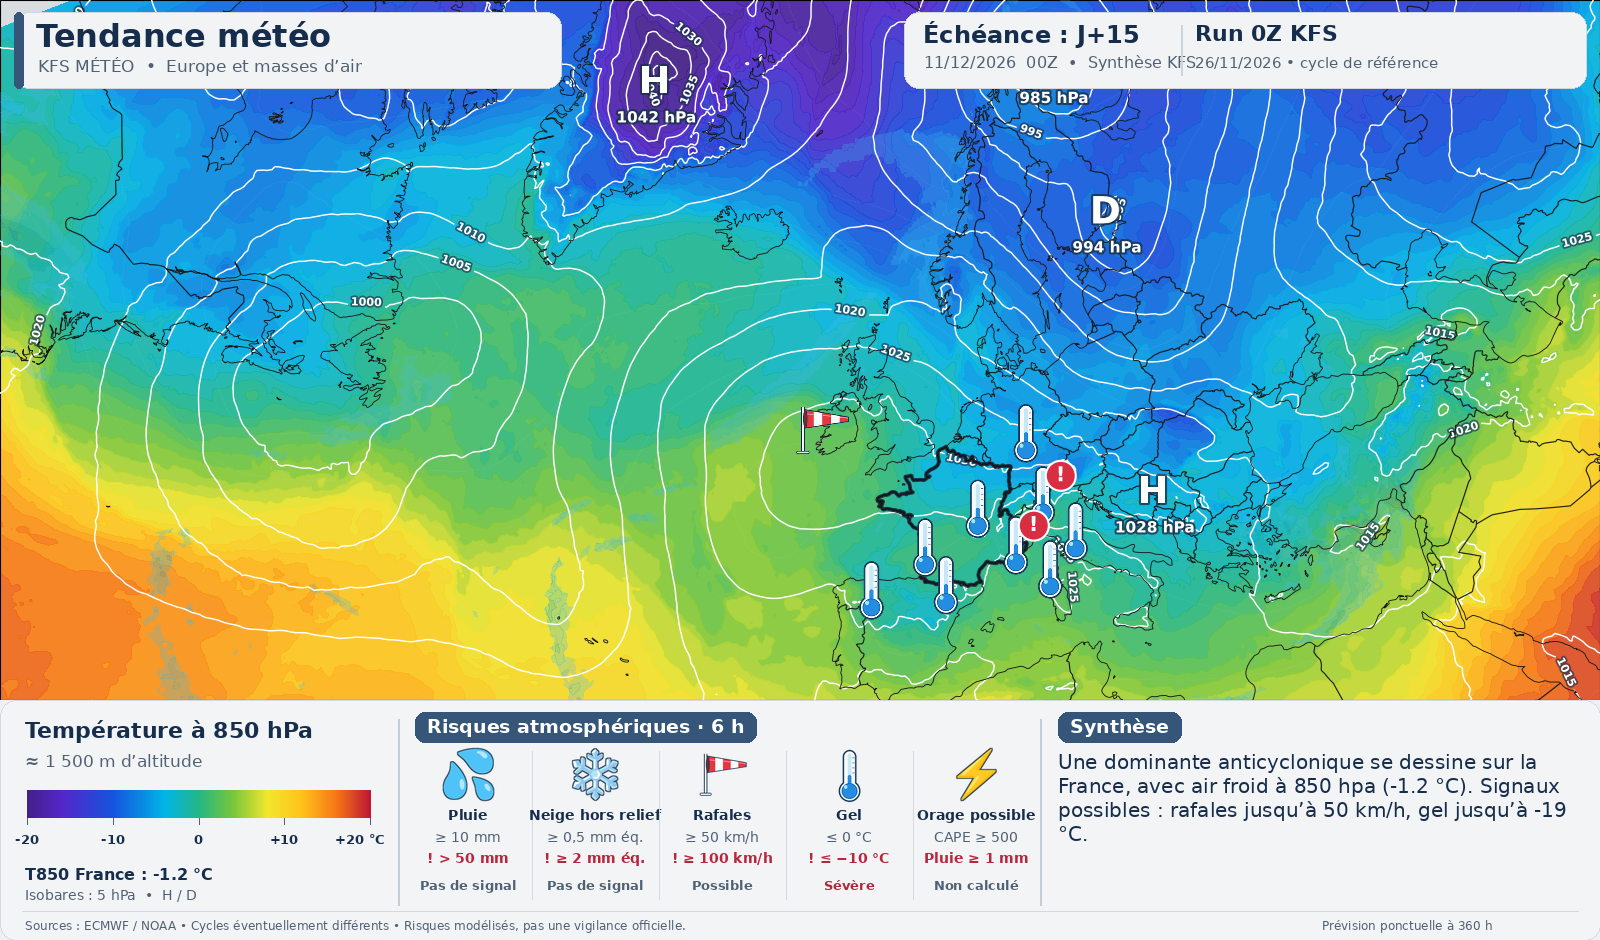 Tendance météo
KFS MÉTÉO • Europe et masses d’air
Échéance : J+15
11/12/2026 00Z • Synthèse KFS
Run 0Z KFS
26/11/2026 • cycle de référence
1030
1035
H
1042 hPa
985 hPa
995
D
994 hPa
1010
1005
1000
1020
1025
1020
1025
1015
1020
1030
H
1028 hPa
1015
1025
1015
!
!
Température à 850 hPa
≈ 1 500 m d’altitude
-20 -10 0 +10 +20 °C
T850 France : -1.2 °C
Isobares : 5 hPa • H / D
Risques atmosphériques · 6 h
Pluie
≥ 10 mm
! > 50 mm
Pas de signal
Neige hors relief
≥ 0,5 mm éq.
! ≥ 2 mm éq.
Pas de signal
Rafales
≥ 50 km/h
! ≥ 100 km/h
Possible
Gel
≤ 0 °C
! ≤ −10 °C
Sévère
Orage possible
CAPE ≥ 500
Pluie ≥ 1 mm
Non calculé
Synthèse
Une dominante anticyclonique se dessine sur la
France, avec air froid à 850 hpa (-1.2 °C). Signaux
possibles : rafales jusqu’à 50 km/h, gel jusqu’à -19
°C.
Sources : ECMWF / NOAA • Cycles éventuellement différents • Risques modélisés, pas une vigilance officielle.
Prévision ponctuelle à 360 h